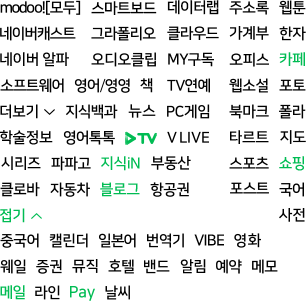 modoo![모두] 스마트보드 데이터랩 주소록 웹툰
네이버캐스트 그라폴리오 클라우드 가계부 한자
네이버 알파 오디오클립 MY구독 오피스 카페
소프트웨어 영어/영영 책 TV연예 웹소설 포토
더보기 지식백과 뉴스 PC게임 북마크 폴라
학술정보 영어톡톡 TV V LIVE 타르트 지도
시리즈 파파고 지식iN 부동산 스포츠 쇼핑
클로바 자동차 블로그 항공권 포스트 국어
접기 사전
중국어 캘린더 일본어 번역기 VIBE 영화
웨일 증권 뮤직 호텔 밴드 알림 예약 메모
메일 라인 Pay 날씨